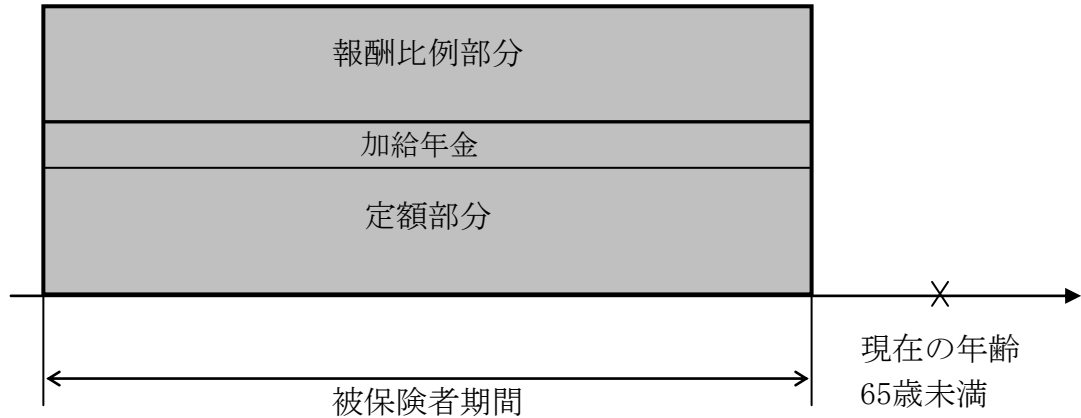 報酬比例部分
加給年金
定額部分
現在の年齢
65歳未満
被保険者期間